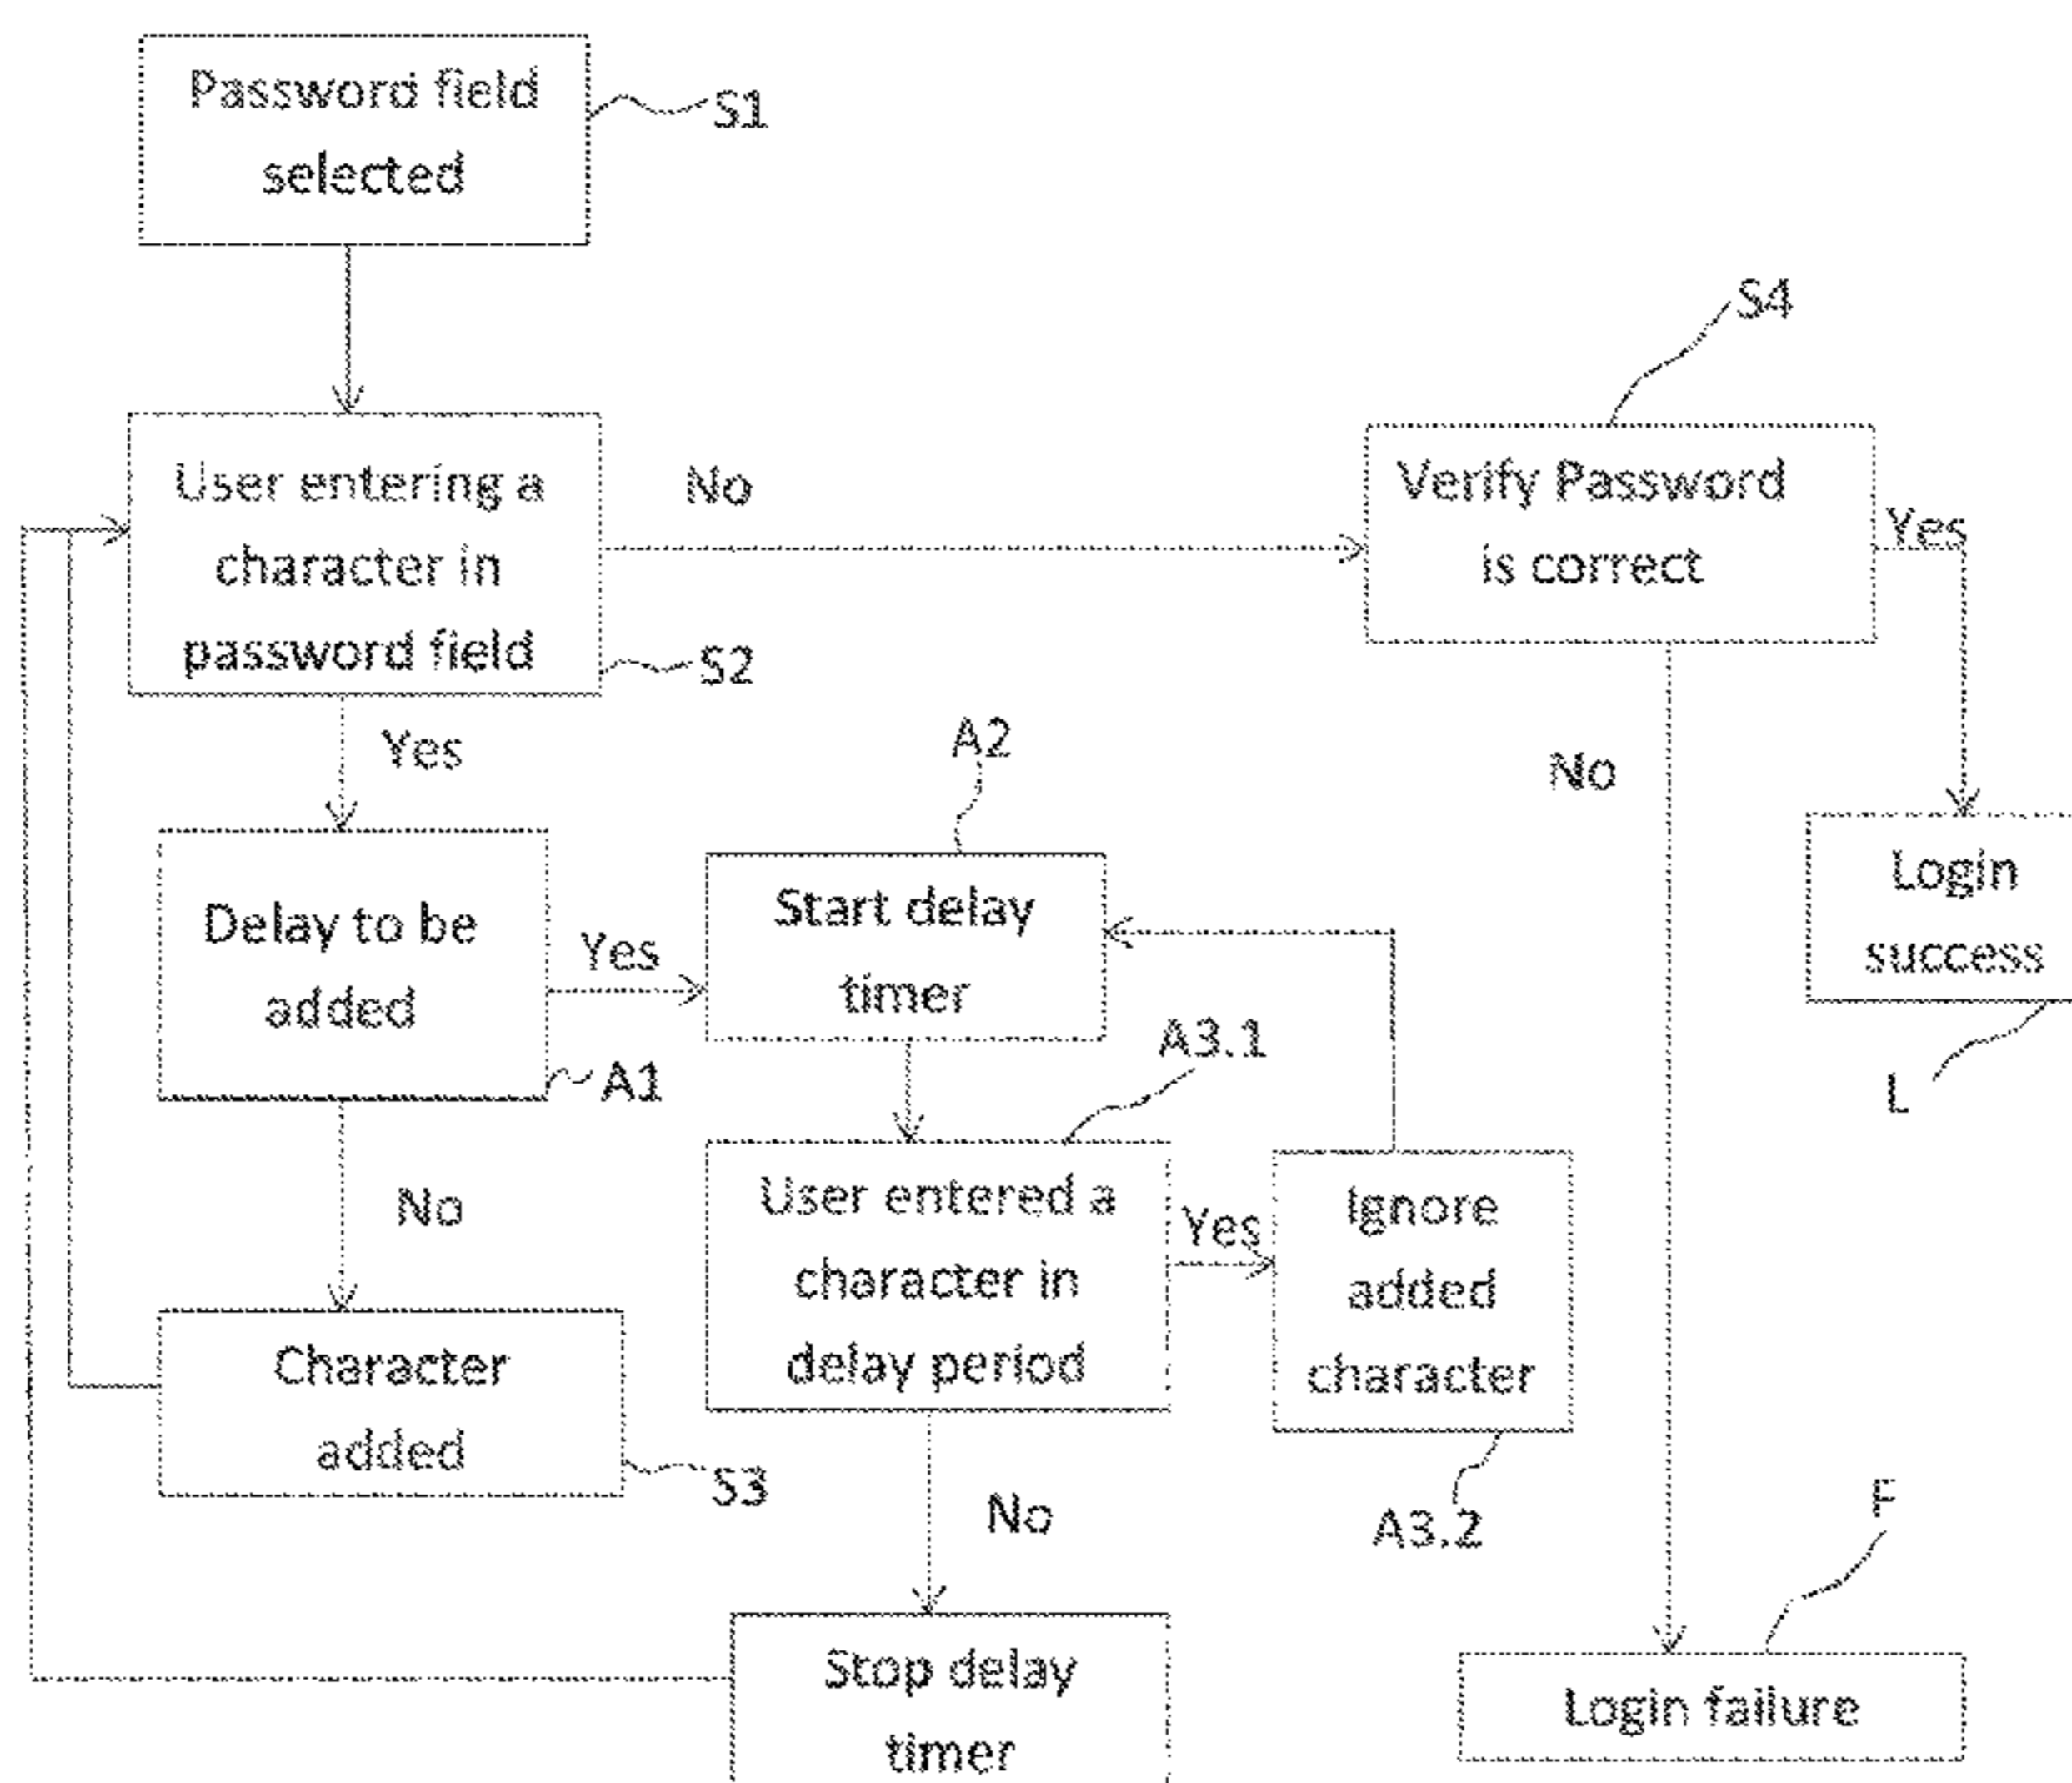 Password field
selected
S1
S4
User entering a
character in
password field
S2
No
Verify Password
is correct
Yes
Yes
A2
No
Delay to be
added
A1
Yes
Start delay
timer
Login
success
L
A3.1
No
User entered a
character in
delay period
Yes
Ignore
added
character
A3.2
Character
added
S3
No
F
Stop delay
timer
Login failure